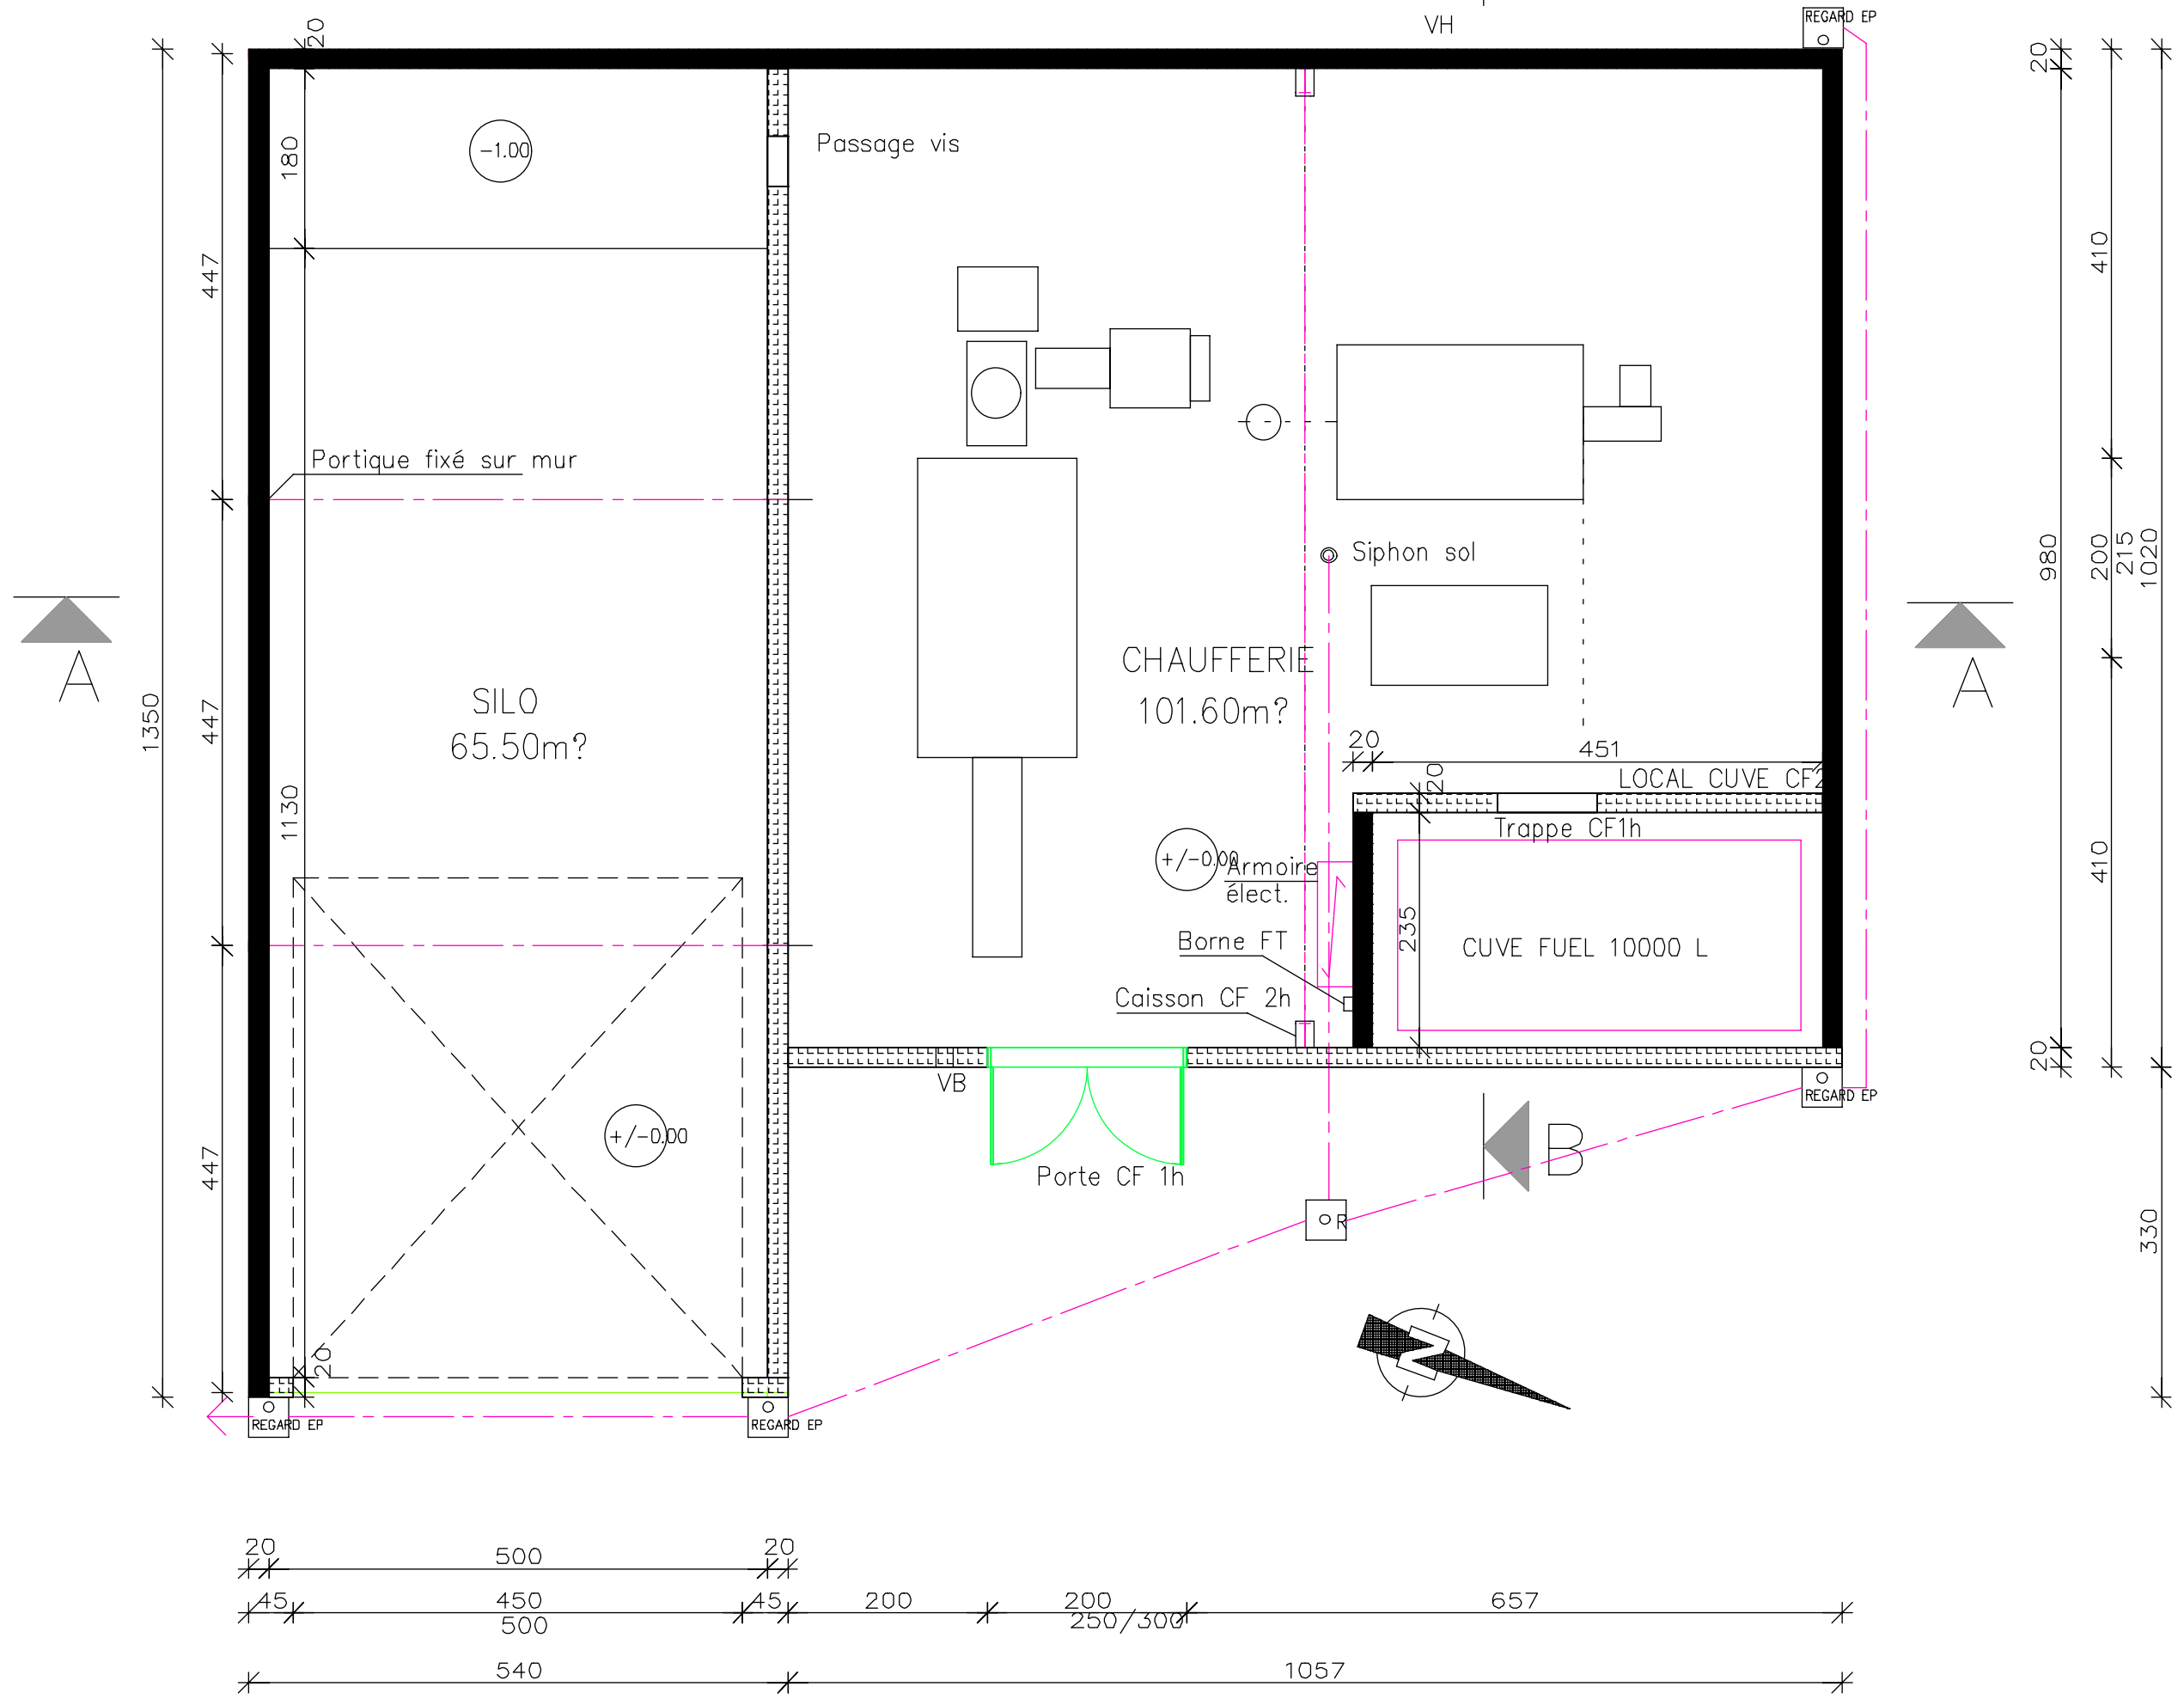 VH
REGARD EP
20
20
180
-1.00
Passage vis
447
410
Portique fixé sur mur
Siphon sol
980
200
215
1020
A
A
CHAUFFERIE
101.60m?
SILO
65.50m?
1350
447
1130
20
451
20
LOCAL CUVE CF2
Trappe CF1h
+/-0.00
Armoire
élect.
410
235
Borne FT
CUVE FUEL 10000 L
Caisson CF 2h
20
VB
REGARD EP
+/-0.00
447
Porte CF 1h
B
R
330
N
20
REGARD EP
REGARD EP
20
500
20
45
450
45
200
200
657
500
250/300
540
1057